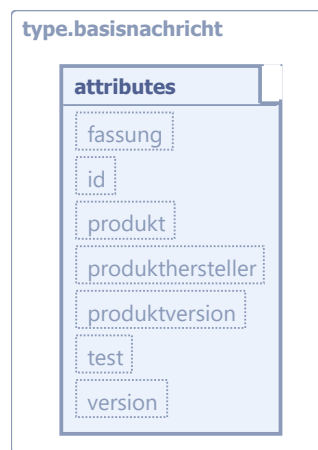 type.basisnachricht
attributes
fassung
id
produkt
produkthersteller
produktversion
test
version